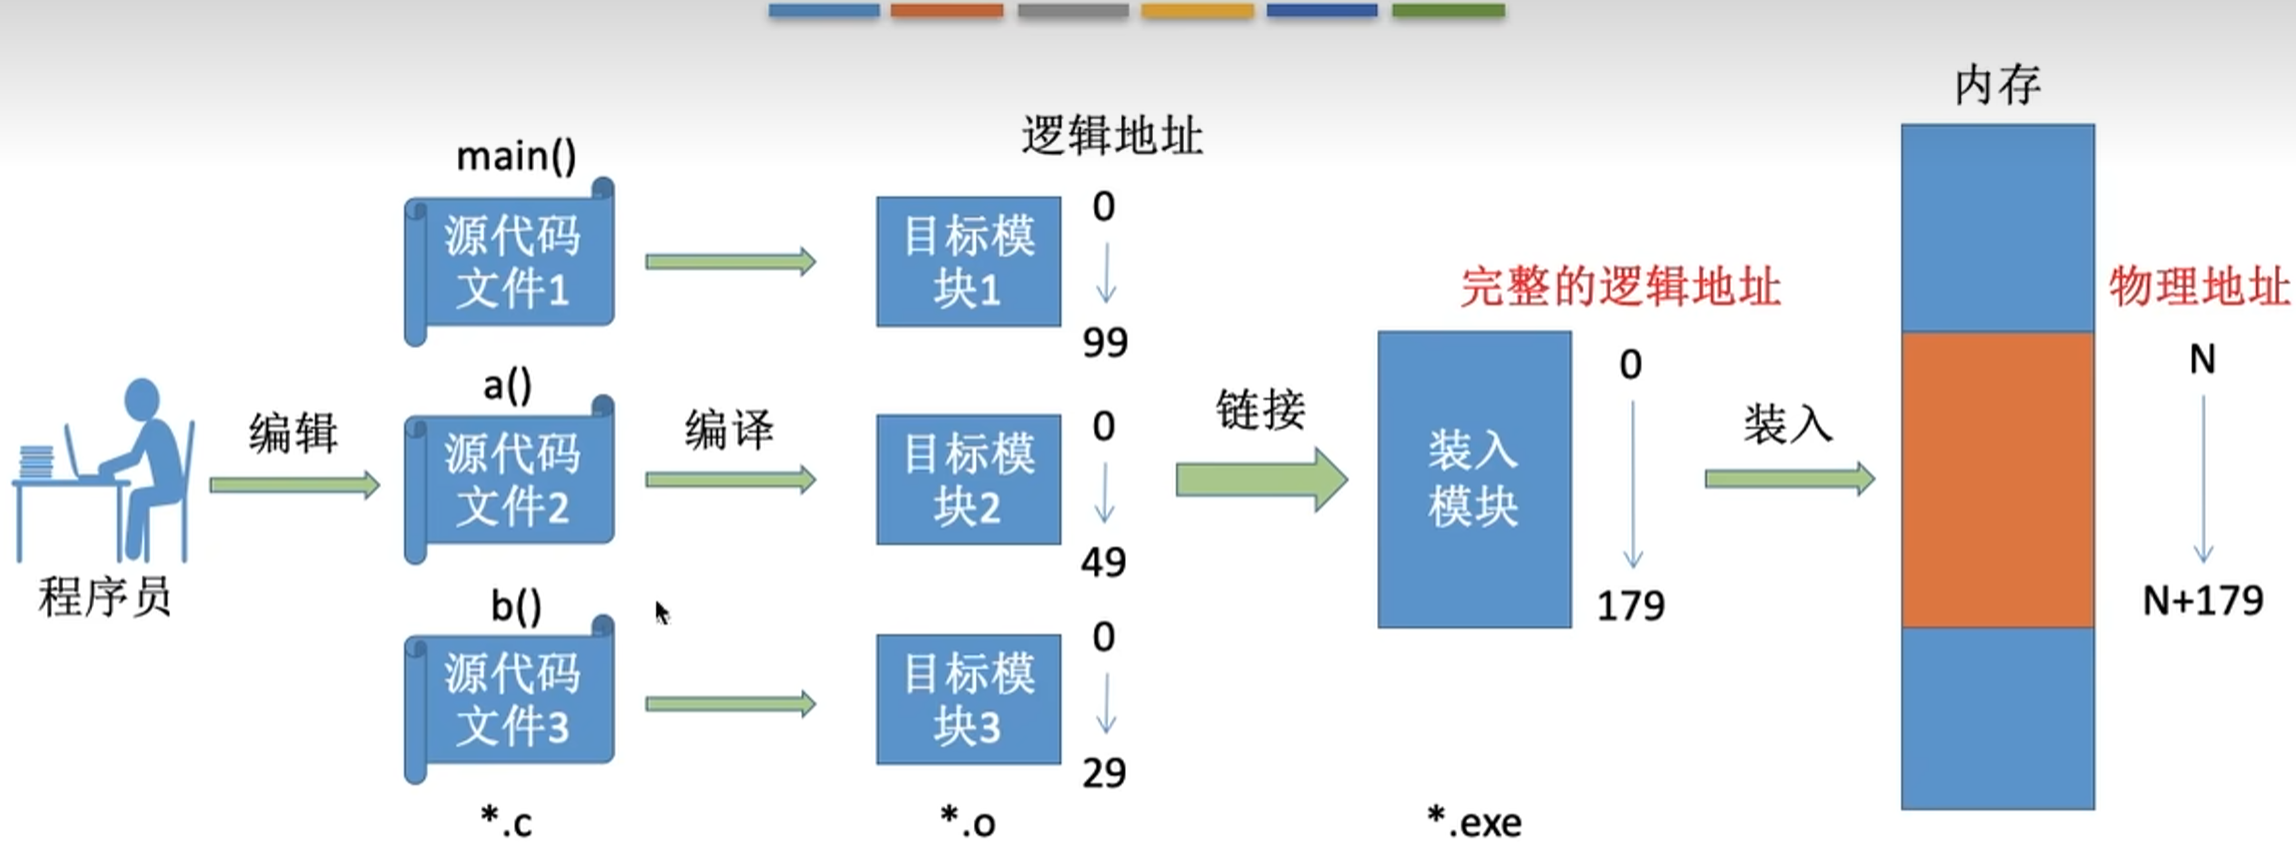 内存
逻辑地址
main()
源代码
文件1
目标模
块1
0
99
完整的逻辑地址
物理地址
a()
编辑
源代码
文件2
编译
目标模
块2
0
49
链接
装入
模块
0
179
装入
N
N+179
程序员
b()
源代码
文件3
目标模
块3
0
29
*.c
*.o
*.exe